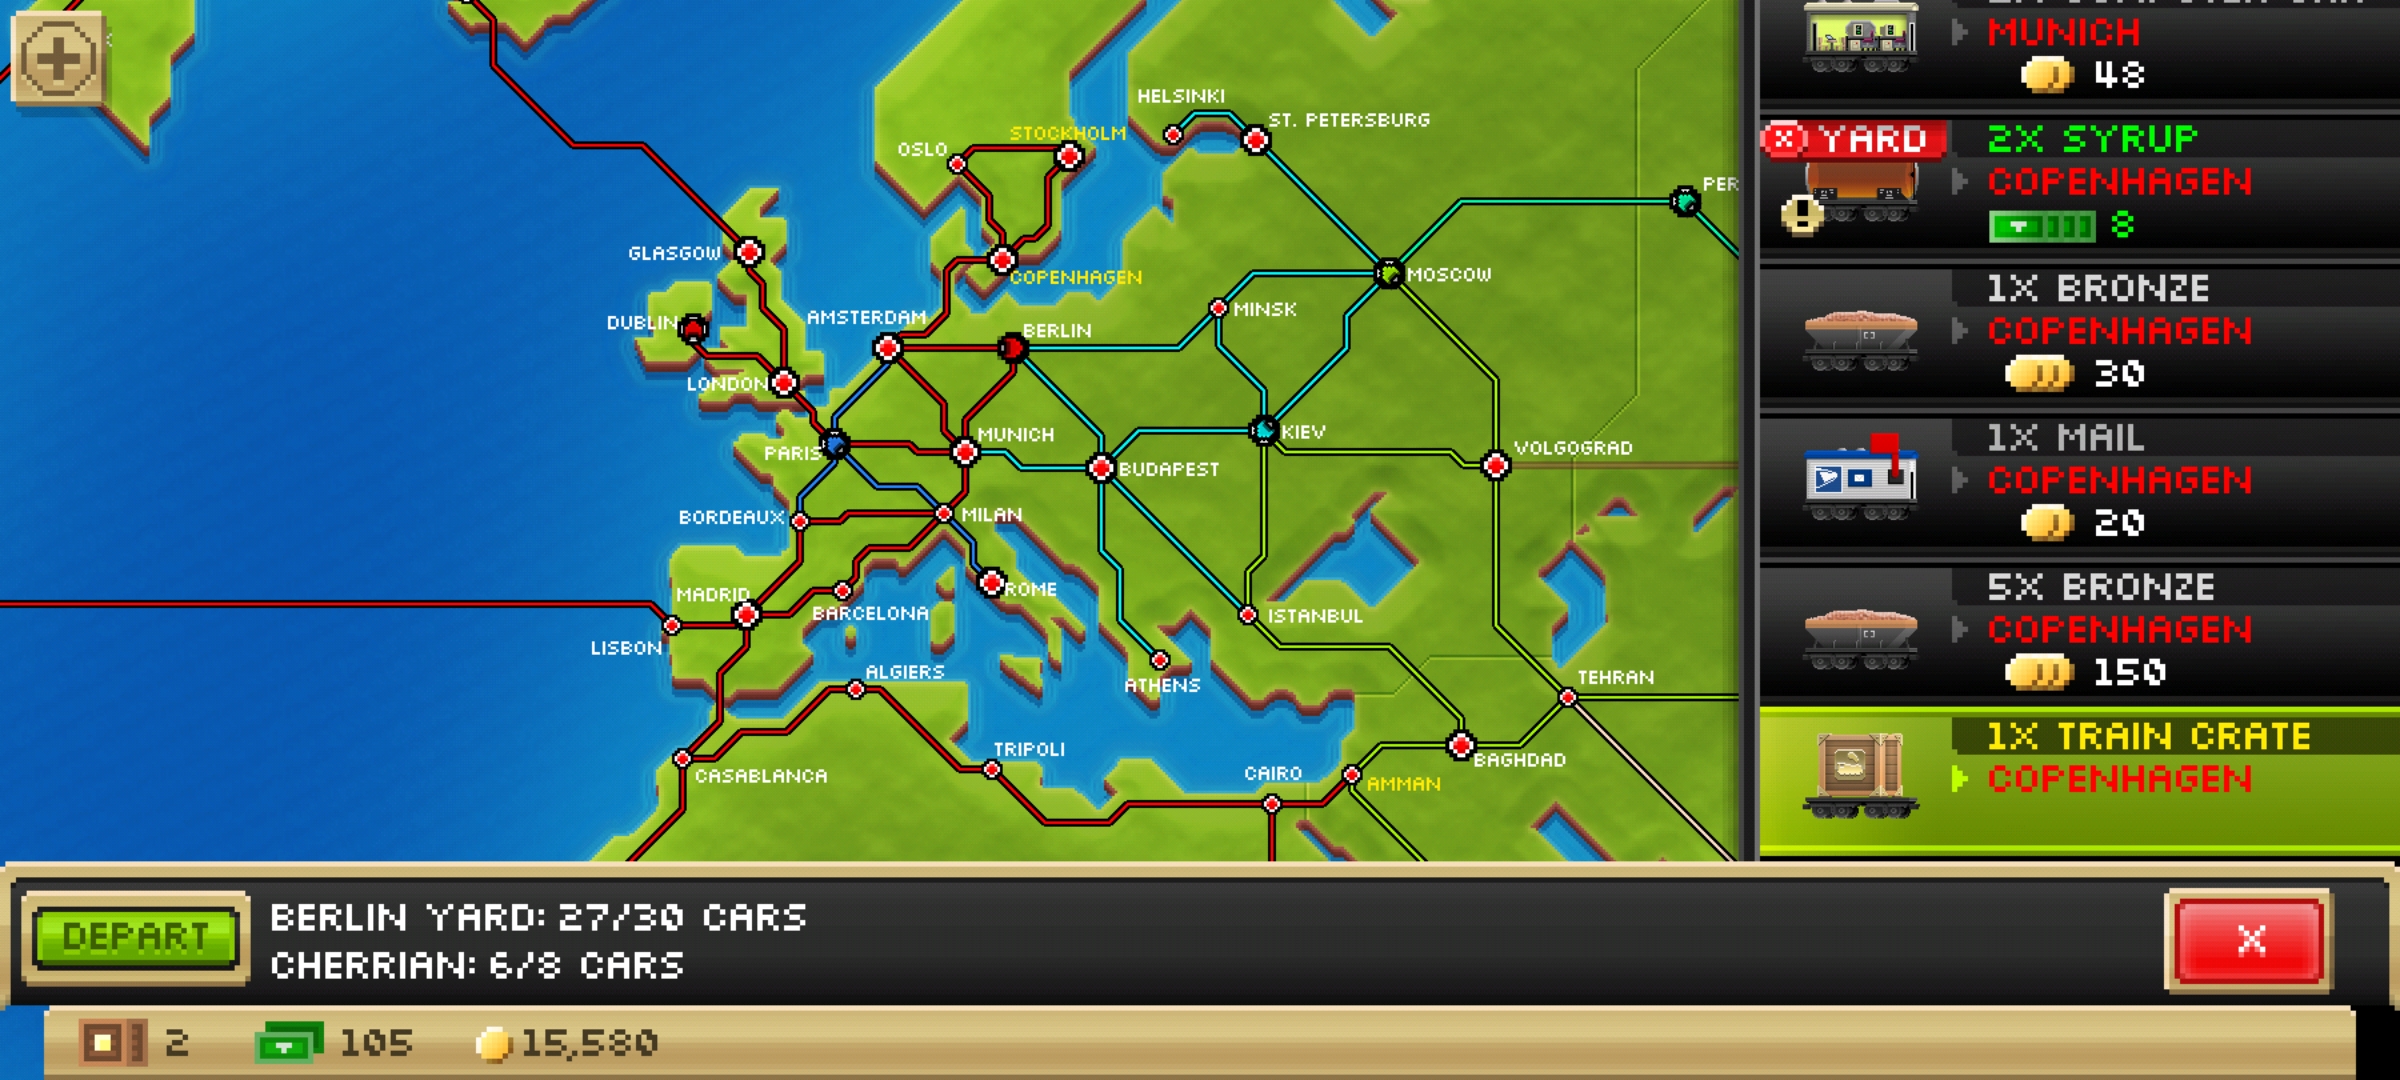 HELSINKI
ST. PETERSBURG
STOCKHOLM
OSLO
PER
GLASGOW
COPENHAGEN
MOSCOW
MINSK
DUBLIN
AMSTERDAM
BERLIN
LONDON
MUNICH
KIEV
PARIS
BUDAPEST
VOLGOGRAD
BORDEAUX
MILAN
MADRID
ROME
BARCELONA
ISTANBUL
LISBON
ALGIERS
ATHENS
TEHRAN
TRIPOLI
CASABLANCA
CAIRO
AMMAN
BAGHDAD
MUNICH
48
YARD
2X SYRUP
COPENHAGEN
8
1X BRONZE
COPENHAGEN
30
1X MAIL
COPENHAGEN
20
5X BRONZE
COPENHAGEN
150
1X TRAIN CRATE
COPENHAGEN
DEPART
BERLIN YARD: 27/30 CARS
CHERRIAN: 6/8 CARS
X
2
105
15,580